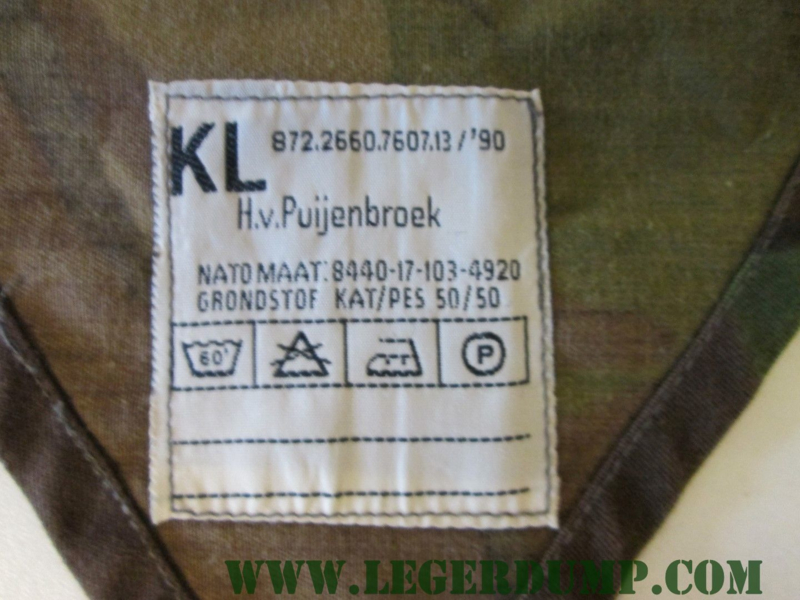 KL 872.2660.7607.13 / '90
H.v.Puijenbroek
NATO MAAT: 8440-17-103-4920
GRONDSTOF KAT/PES 50/50
60° P
WWW.LEGERDUMP.COM